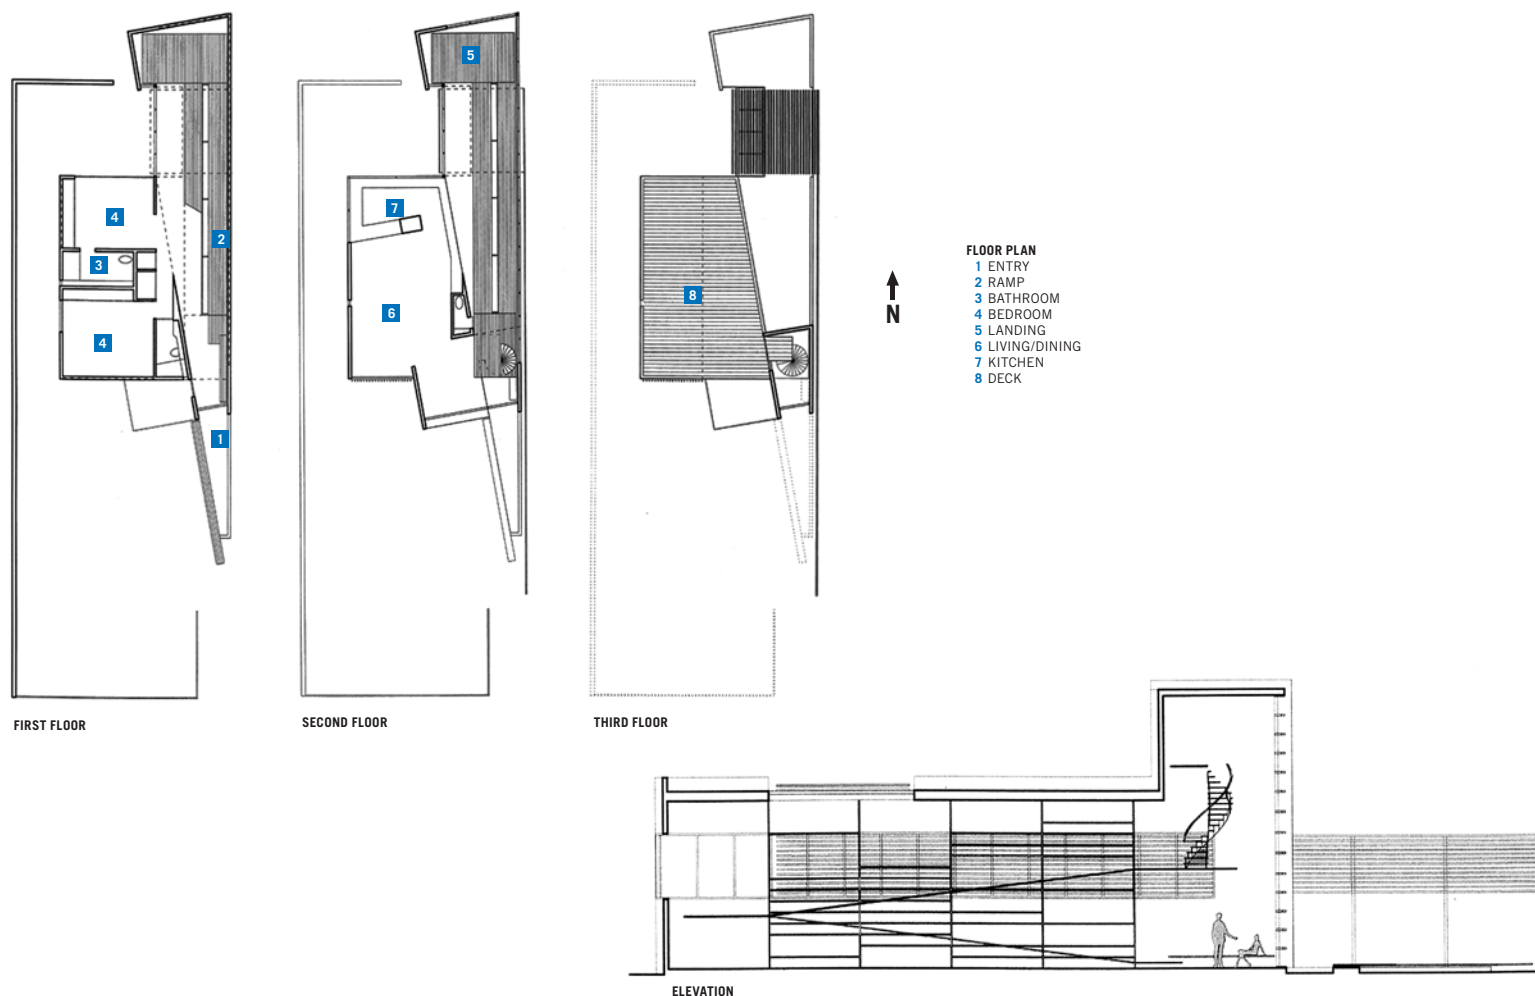 5
5
7
4
2
3
6
8
4
1
FLOOR PLAN
1 ENTRY
2 RAMP
3 BATHROOM
4 BEDROOM
5 LANDING
6 LIVING/DINING
7 KITCHEN
8 DECK
N
FIRST FLOOR
SECOND FLOOR
THIRD FLOOR
ELEVATION